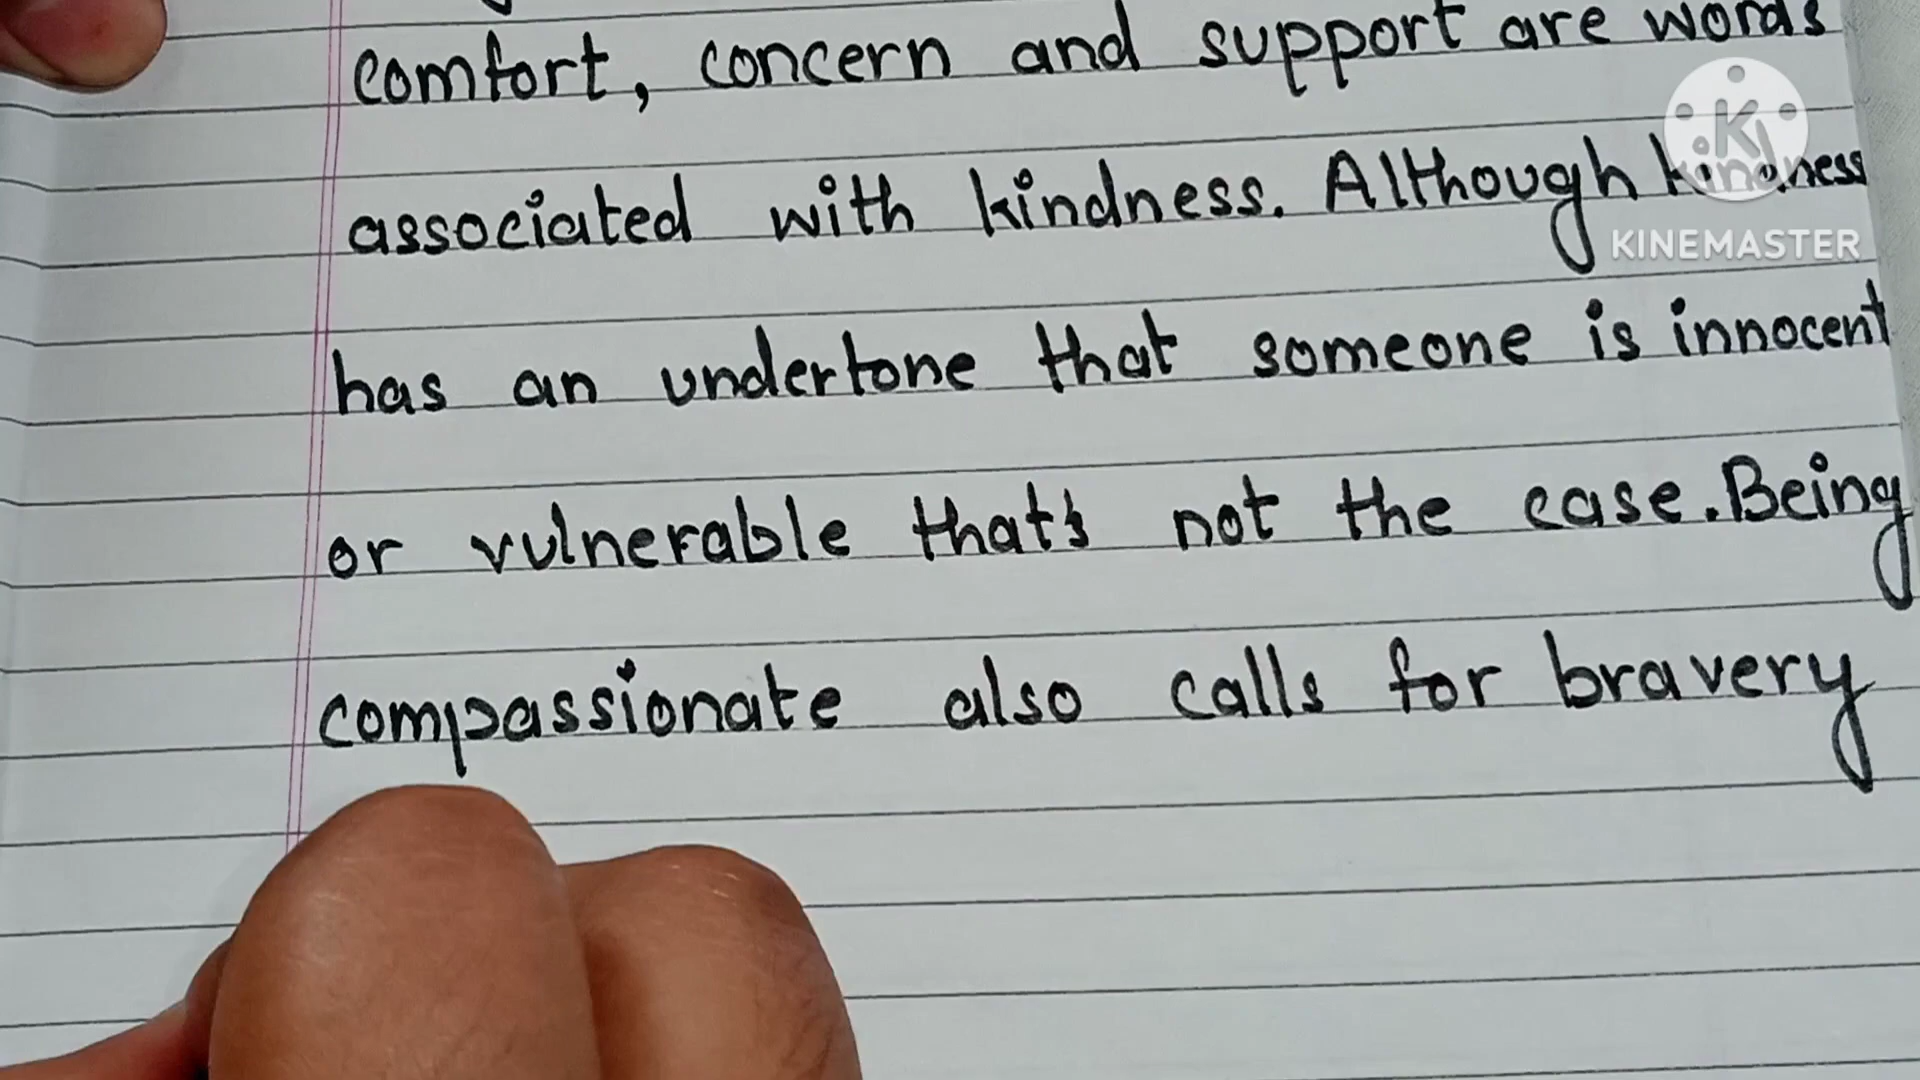 comfort, concern and support are words
associated with kindness. Although kindness
KINEMASTER
has an undertone that someone is innocent
or vulnerable that's not the case. Being
compassionate also calls for bravery